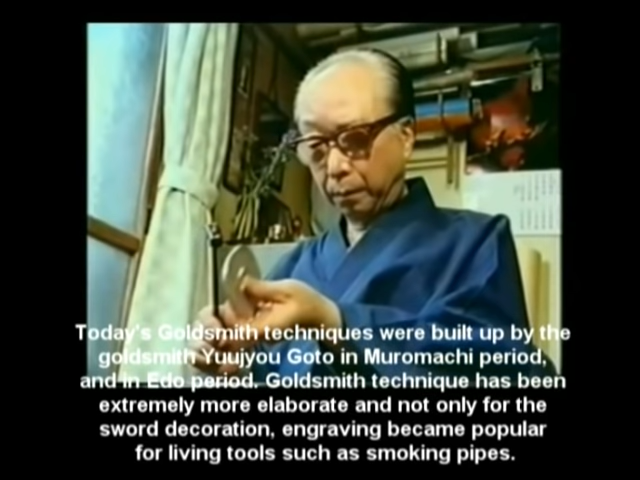 Today's Goldsmith techniques were built up by the
goldsmith Yuujyou Goto in Muromachi period,
and in Edo period. Goldsmith technique has been
extremely more elaborate and not only for the
sword decoration, engraving became popular
for living tools such as smoking pipes.